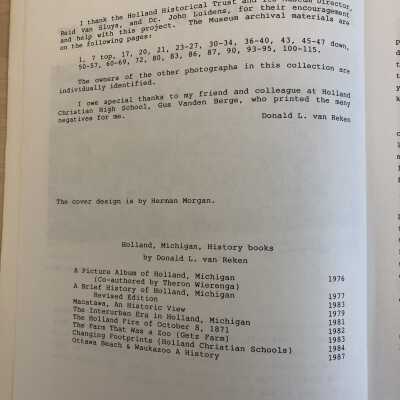 I thank the Holland Historical Trust and its Museum Director,
Reid Van Sluys, and Dr. John Luidens, for their encouragement
and help with this project. The Museum archival materials are
on the following pages:
1, 7 top, 17, 20, 21, 23-27, 30-34, 36-40, 43, 45-47 down,
50-57, 60-69, 72, 80, 83, 86, 87, 90, 93-95, 100-115.
The owners of the other photographs in this collection are
individually identified.
I owe special thanks to my friend and colleague at Holland
Christian High School, Gus Vanden Berge, who printed the many
negatives for me.
Donald L. van Reken
The cover design is by Herman Morgan.
Holland, Michigan, History books
by Donald L. van Reken
A Picture Album of Holland, Michigan
(Co-authored by Theron Wierenga) 1976
A Brief History of Holland, Michigan 1977
Revised Edition 1983
Macatawa, An Historic View 1979
The Interurban Era in Holland, Michigan 1981
The Holland Fire of October 8, 1871 1982
The Farm That Was a Zoo (Getz Farm) 1983
Changing Footprints (Holland Christian Schools) 1984
Ottawa Beach & Waukazoo A History 1987